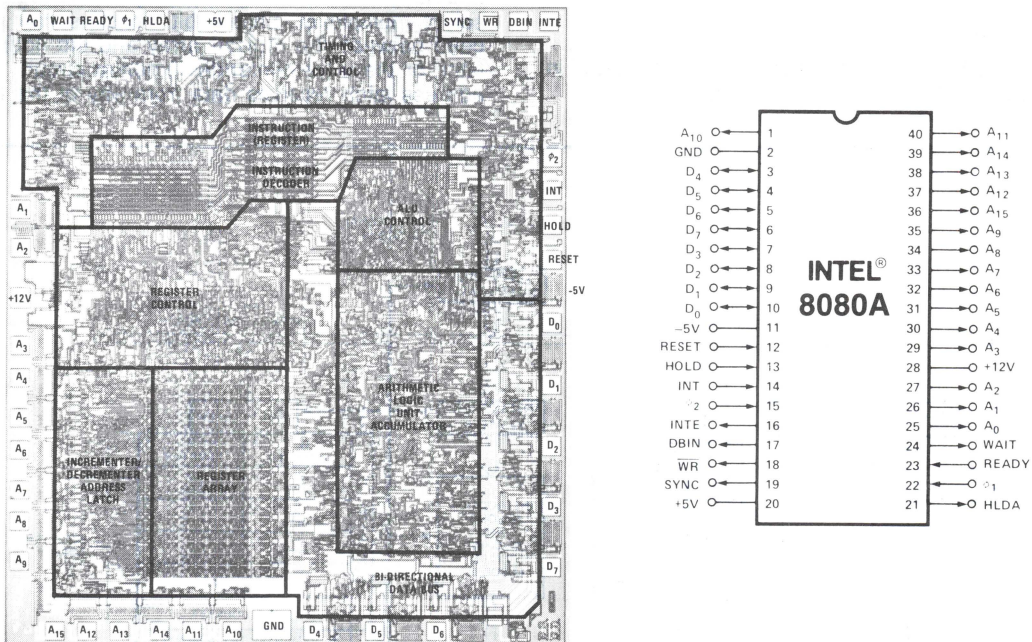 A0 WAIT READY ϕ1 HLDA +5V SYNC W̅R̅ DBIN INTE
TIMING
AND
CONTROL
INSTRUCTION
(REGISTER)
INSTRUCTION
DECODER
ϕ2
INT
HOLD
RESET
-5V
ALU
CONTROL
A1
A2
+12V
A3
A4
A5
A6
A7
A8
A9
REGISTER
CONTROL
INCREMENTER/
DECREMENTER
ADDRESS
LATCH
REGISTER
ARRAY
ARITHMETIC
LOGIC
UNIT
ACCUMULATOR
D0
D1
D2
D3
D7
BI-DIRECTIONAL
DATA BUS
A15 A12 A13 A14 A11 A10 GND D4 D5 D6
INTEL®
8080A
A10 1 40 A11
GND 2 39 A14
D4 3 38 A13
D5 4 37 A12
D6 5 36 A15
D7 6 35 A9
D3 7 34 A8
D2 8 33 A7
D1 9 32 A6
D0 10 31 A5
−5V 11 30 A4
RESET 12 29 A3
HOLD 13 28 +12V
INT 14 27 A2
ϕ2 15 26 A1
INTE 16 25 A0
DBIN 17 24 WAIT
W̅R̅ 18 23 READY
SYNC 19 22 ϕ1
+5V 20 21 HLDA